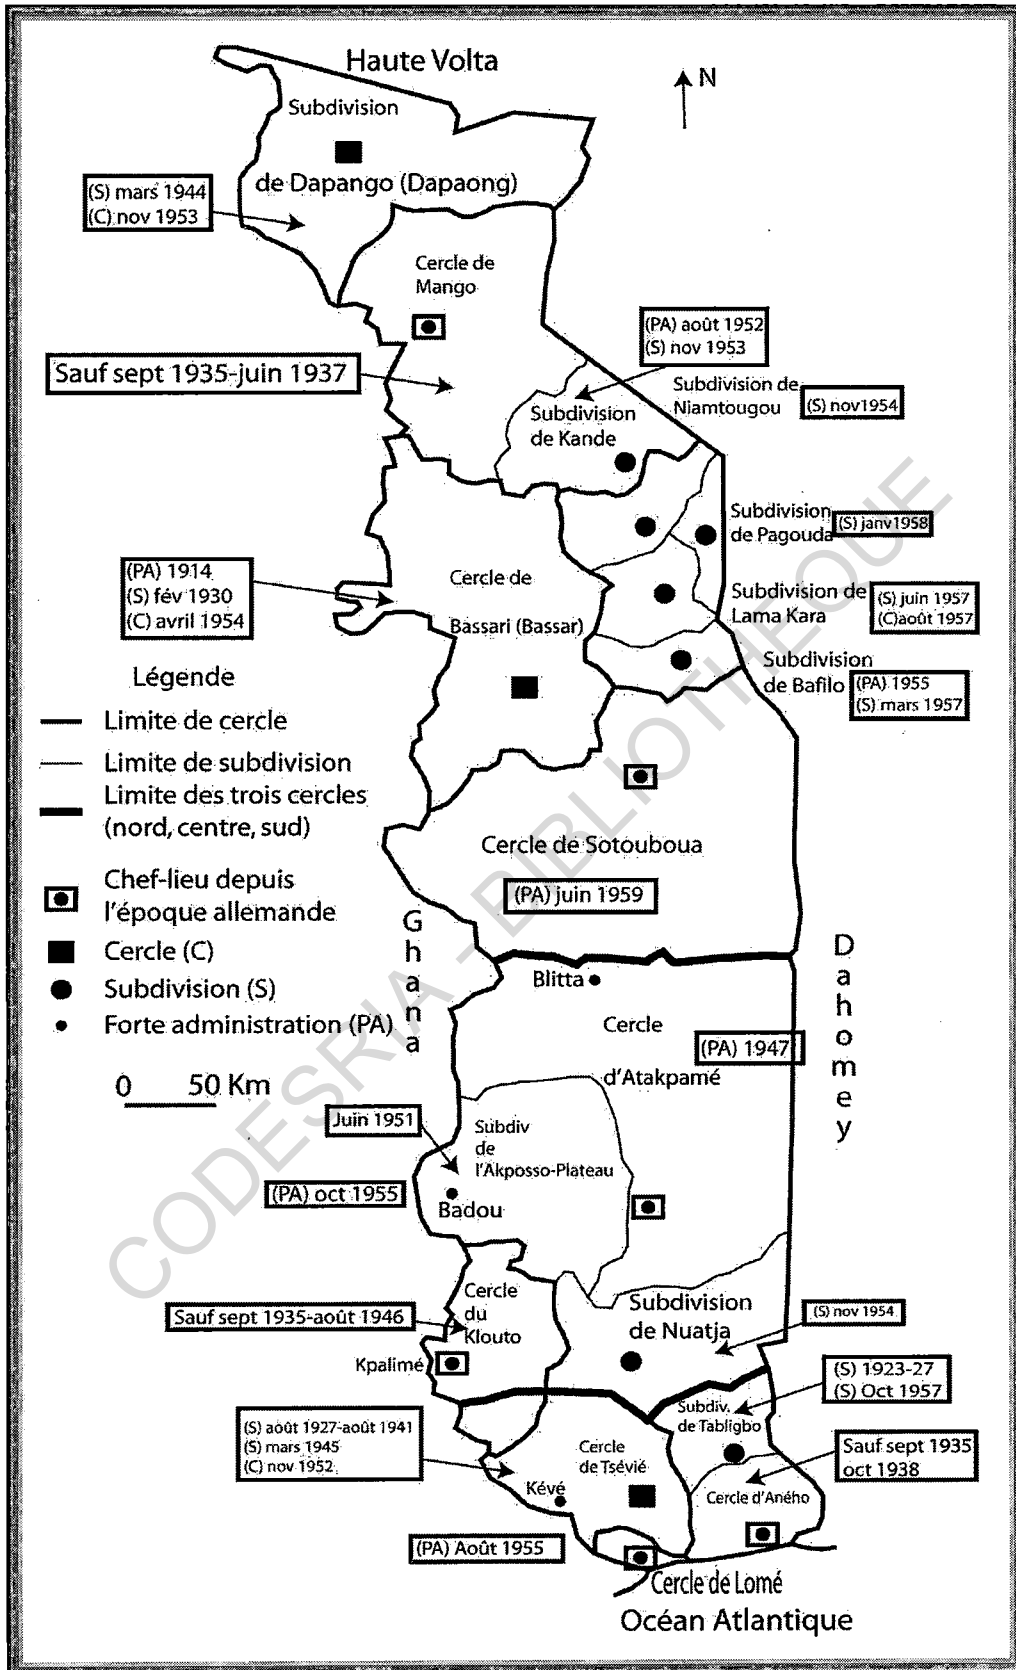 Haute Volta
N
Subdivision
de Dapango (Dapaong)
(S) mars 1944
(C) nov 1953
Cercle de
Mango
(PA) août 1952
(S) nov 1953
Sauf sept 1935-juin 1937
Subdivision de
Niamtougou
(S) nov1954
Subdivision
de Kande
Subdivision
de Pagouda
(S) janv1958
(PA) 1914
(S) fév 1930
(C) avril 1954
Cercle de
Bassari (Bassar)
Subdivision de
Lama Kara
(S) juin 1957
(C)août 1957
Subdivision
de Bafilo
(PA) 1955
(S) mars 1957
Légende
Limite de cercle
Limite de subdivision
Limite des trois cercles
(nord, centre, sud)
Chef-lieu depuis
l'époque allemande
Cercle (C)
Subdivision (S)
Forte administration (PA)
0 50 Km
Cercle de Sotouboua
(PA) juin 1959
Ghana
Dahomey
Blitta
Cercle
d'Atakpamé
(PA) 1947
Juin 1951
Subdiv
de
l'Akposso-Plateau
(PA) oct 1955
Badou
Cercle
du
Klouto
Sauf sept 1935-août 1946
Kpalimé
Subdivision
de Nuatja
(S) nov 1954
(S) 1923-27
(S) Oct 1957
Subdiv.
de Tabligbo
(S) août 1927-août 1941
(S) mars 1945
(C) nov 1952
Cercle
de Tsévié
Sauf sept 1935
oct 1938
Cercle d'Aného
Kévé
(PA) Août 1955
Cercle de Lomé
Océan Atlantique
CODESRIA - BIBLIOTHEQUE